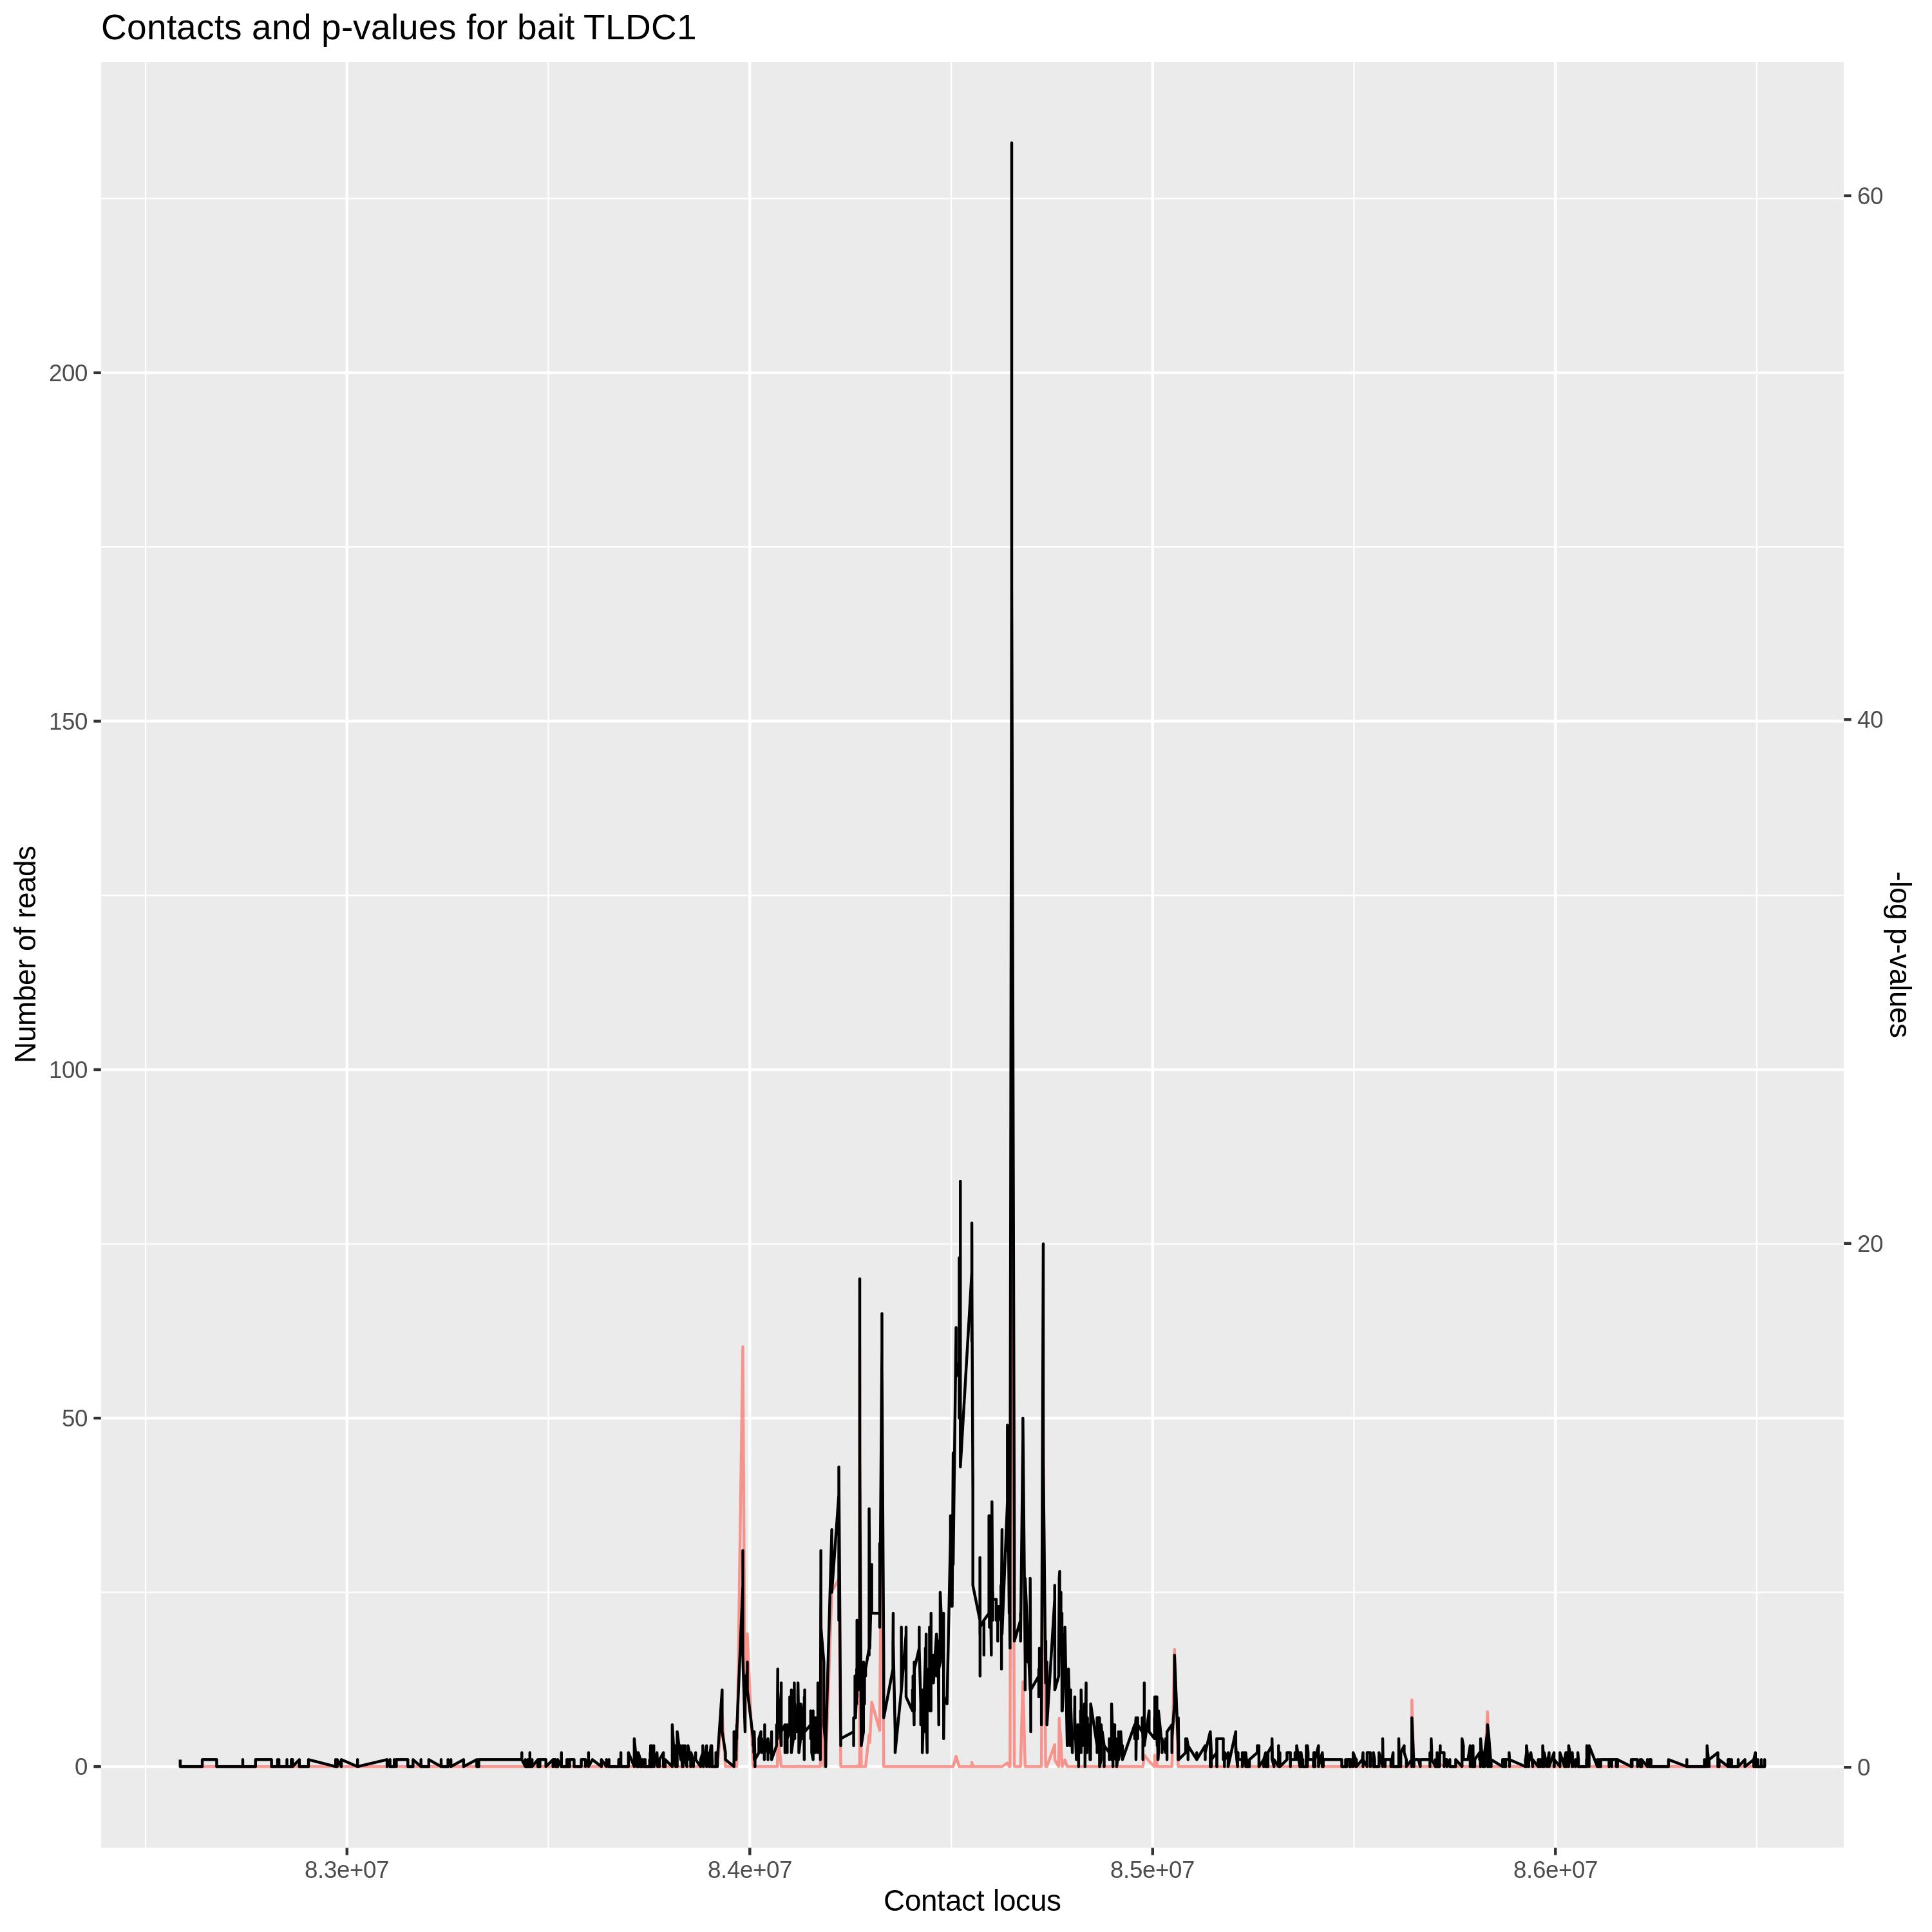 Contacts and p-values for bait TLDC1
Number of reads
200
150
100
50
0
60
40
20
0
-log p-values
8.3e+07
8.4e+07
8.5e+07
8.6e+07
Contact locus